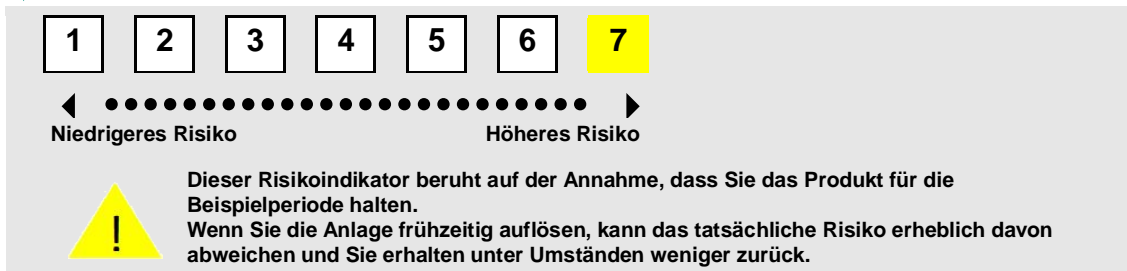 1 2 3 4 5 6 7
Niedrigeres Risiko Höheres Risiko
Dieser Risikoindikator beruht auf der Annahme, dass Sie das Produkt für die
Beispielperiode halten.
Wenn Sie die Anlage frühzeitig auflösen, kann das tatsächliche Risiko erheblich davon
abweichen und Sie erhalten unter Umständen weniger zurück.
!